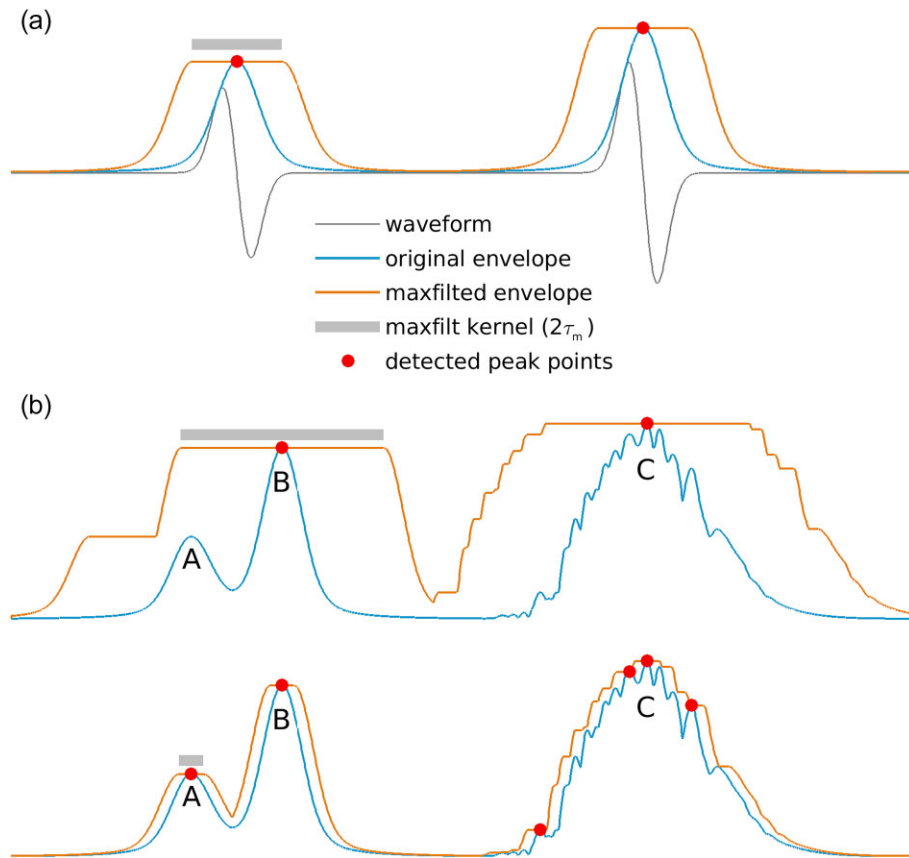 (a)
waveform
original envelope
maxfilted envelope
maxfilt kernel (2τm)
detected peak points
(b)
A
B
C
A
B
C